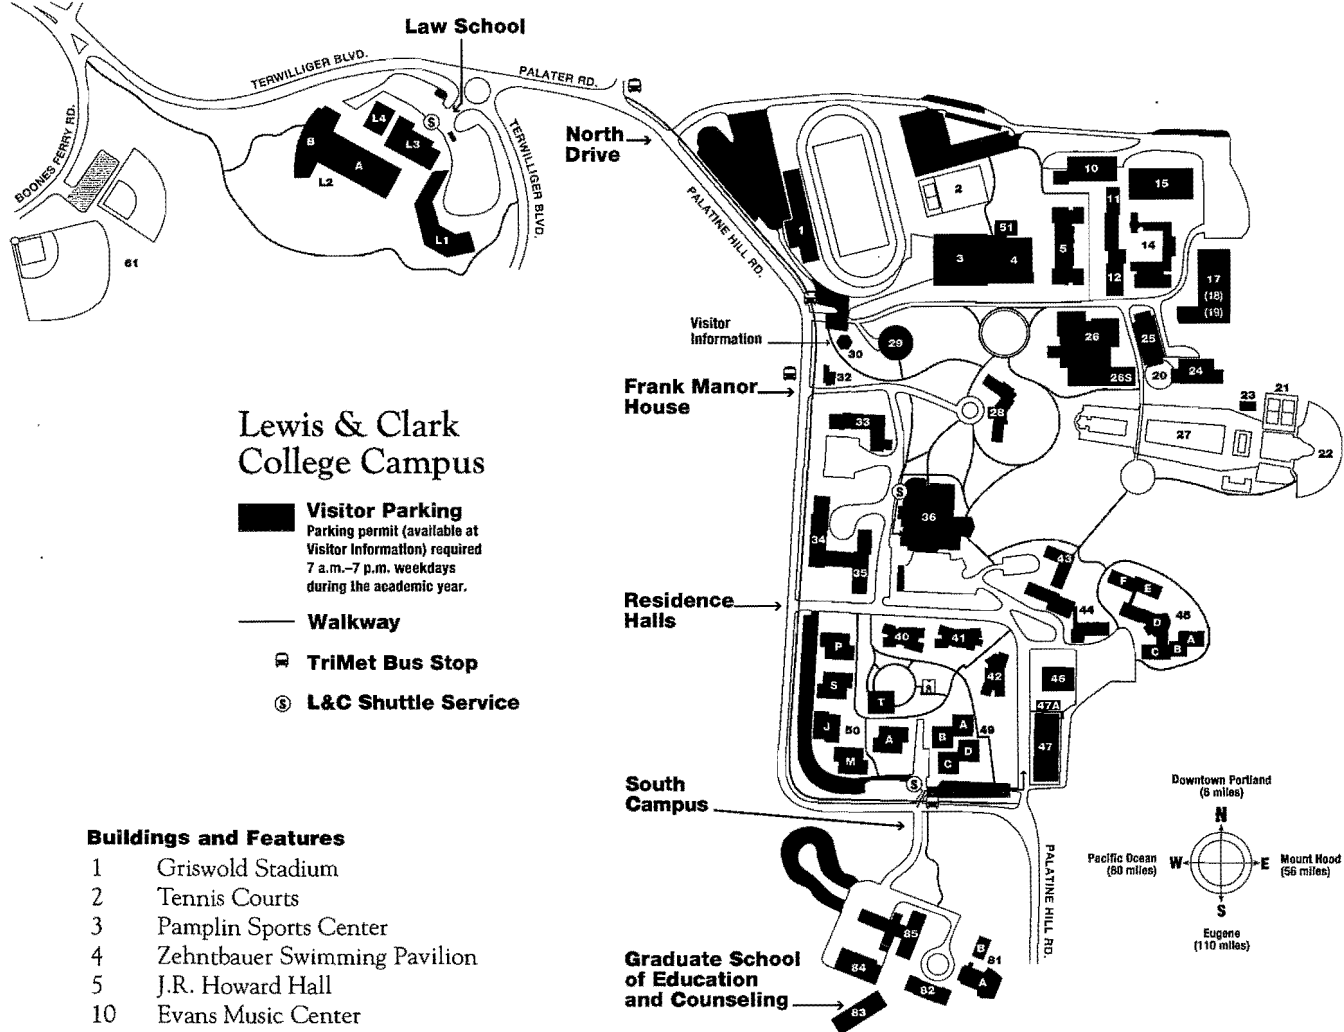 Law School
TERWILLIGER BLVD.
PALATER RD.
BOONES FERRY RD.
TERWILLIGER BLVD.
North
Drive
PALATINE HILL RD.
B
A
L2
L4
L3
L1
S
61
1
2
3
4
51
5
10
11
12
14
15
17
(18)
(19)
Visitor
Information
30
29
32
26
26S
25
20
24
23
21
22
27
28
Frank Manor
House
33
Lewis & Clark
College Campus
Visitor Parking
Parking permit (available at
Visitor Information) required
7 a.m.–7 p.m. weekdays
during the academic year.
Walkway
TriMet Bus Stop
S L&C Shuttle Service
S
36
34
35
43
44
F
E
D
45
A
B
C
Residence
Halls
40
41
42
46
47A
47
P
S
T
J
50
A
M
A
B
49
D
C
S
South
Campus
PALATINE HILL RD.
Downtown Portland
(6 miles)
N
Pacific Ocean
(80 miles)
W
E
Mount Hood
(56 miles)
S
Eugene
(110 miles)
85
84
B
81
A
82
83
Graduate School
of Education
and Counseling
Buildings and Features
1 Griswold Stadium
2 Tennis Courts
3 Pamplin Sports Center
4 Zehntbauer Swimming Pavilion
5 J.R. Howard Hall
10 Evans Music Center